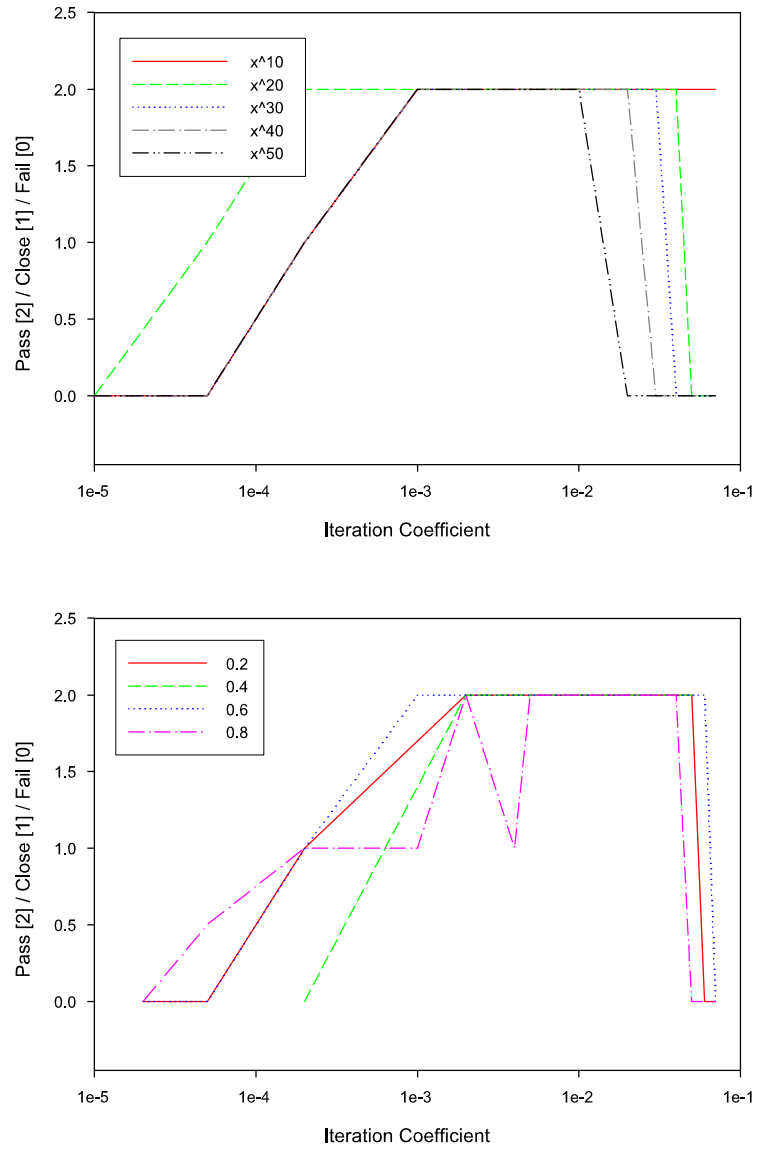 2.5
2.0
1.5
1.0
0.5
0.0
Pass [2] / Close [1] / Fail [0]
x^10
x^20
x^30
x^40
x^50
1e-5
1e-4
1e-3
1e-2
1e-1
Iteration Coefficient
2.5
2.0
1.5
1.0
0.5
0.0
Pass [2] / Close [1] / Fail [0]
0.2
0.4
0.6
0.8
1e-5
1e-4
1e-3
1e-2
1e-1
Iteration Coefficient